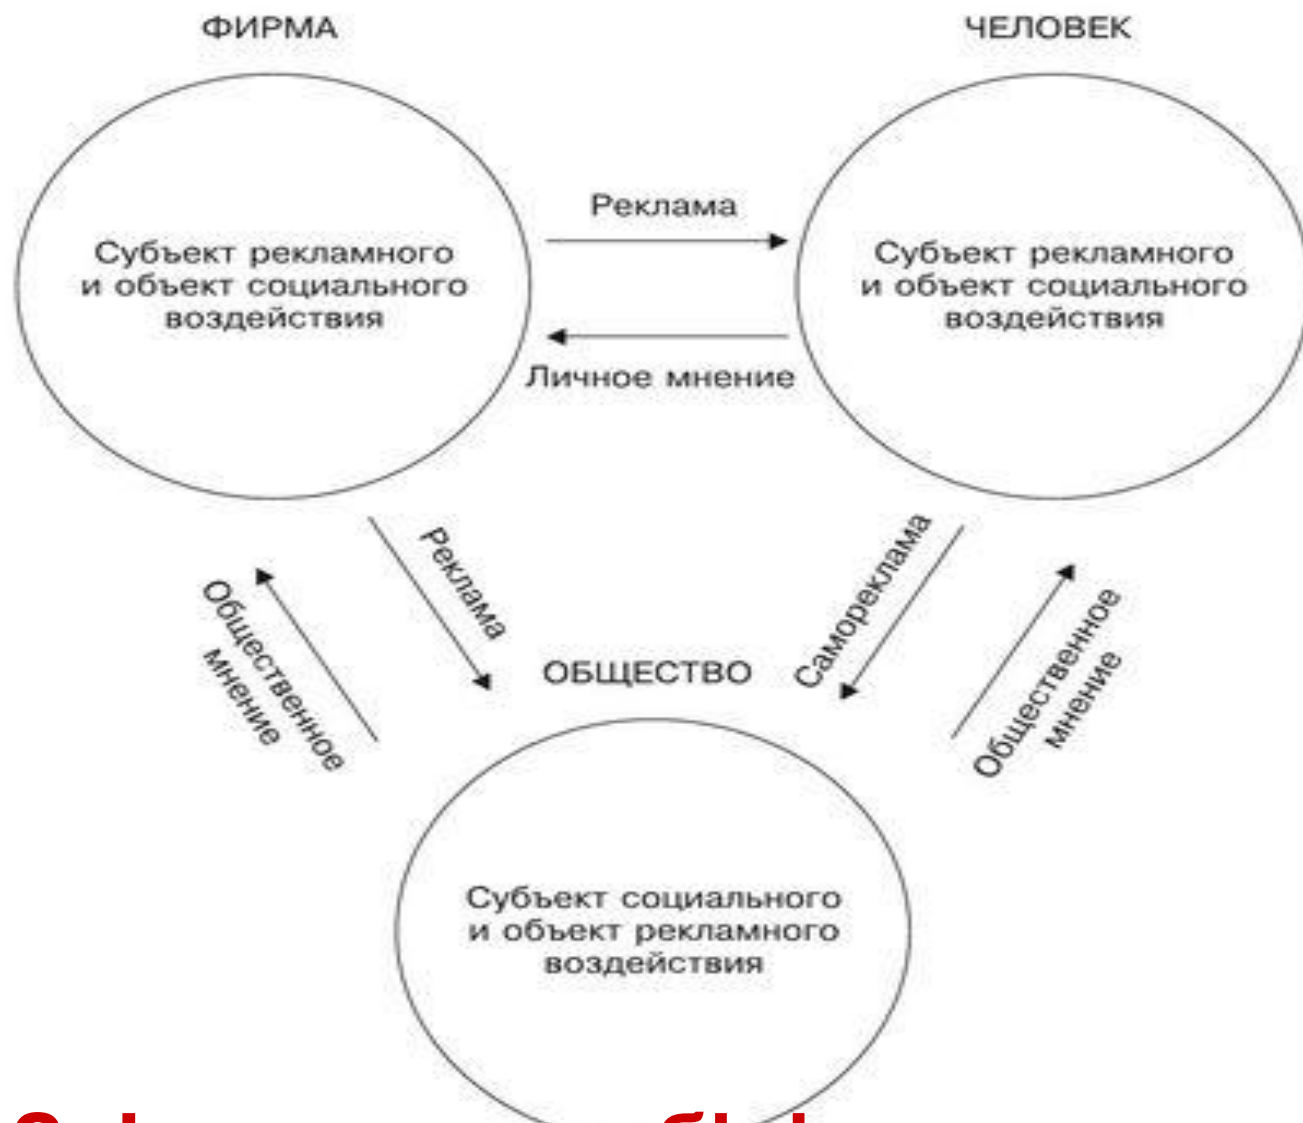 ФИРМА
ЧЕЛОВЕК
Реклама
Субъект рекламного
и объект социального
воздействия
Субъект рекламного
и объект социального
воздействия
Личное мнение
Реклама
Общественное
мнение
Самореклама
Общественное
мнение
ОБЩЕСТВО
Субъект социального
и объект рекламного
воздействия